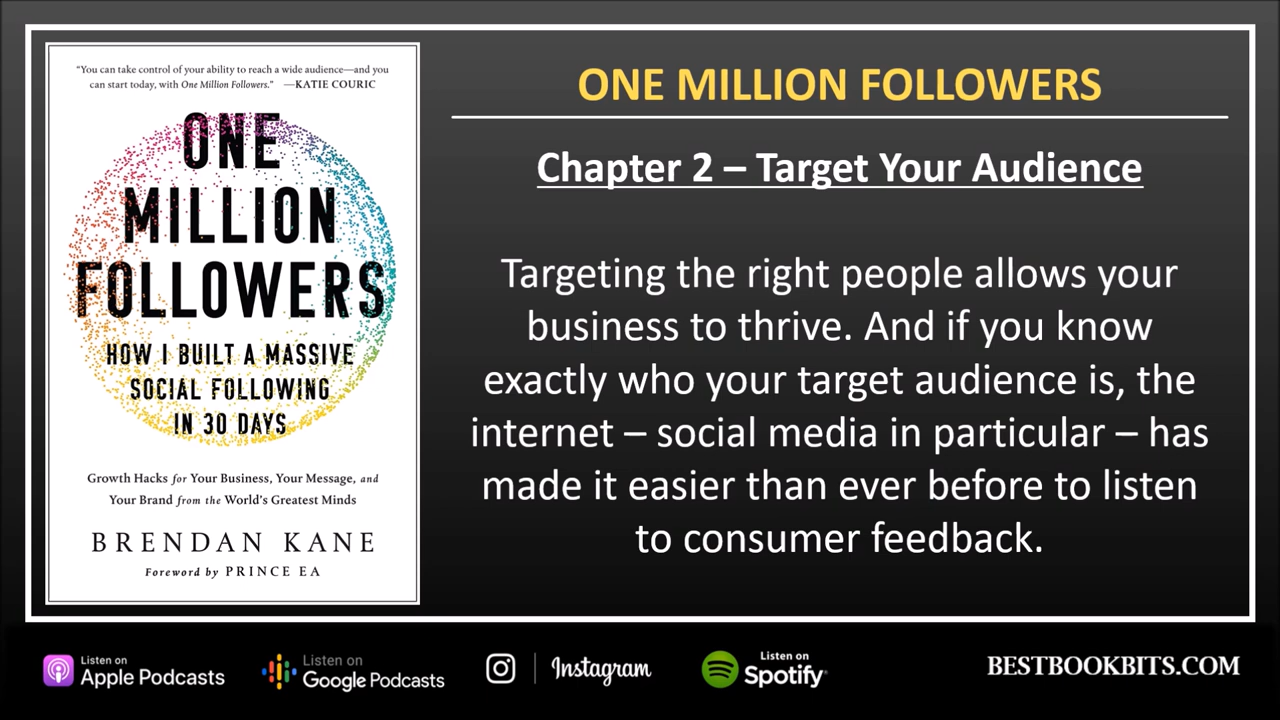 “You can take control of your ability to reach a wide audience—and you
can start today, with One Million Followers.” —KATIE COURIC
ONE
MILLION
FOLLOWERS
HOW I BUILT A MASSIVE
SOCIAL FOLLOWING
IN 30 DAYS
Growth Hacks for Your Business, Your Message, and
Your Brand from the World’s Greatest Minds
BRENDAN KANE
Foreword by PRINCE EA
ONE MILLION FOLLOWERS
Chapter 2 – Target Your Audience
Targeting the right people allows your
business to thrive. And if you know
exactly who your target audience is, the
internet – social media in particular – has
made it easier than ever before to listen
to consumer feedback.
Listen on
Apple Podcasts
Listen on
Google Podcasts
Instagram
Listen on
Spotify
BESTBOOKBITS.COM